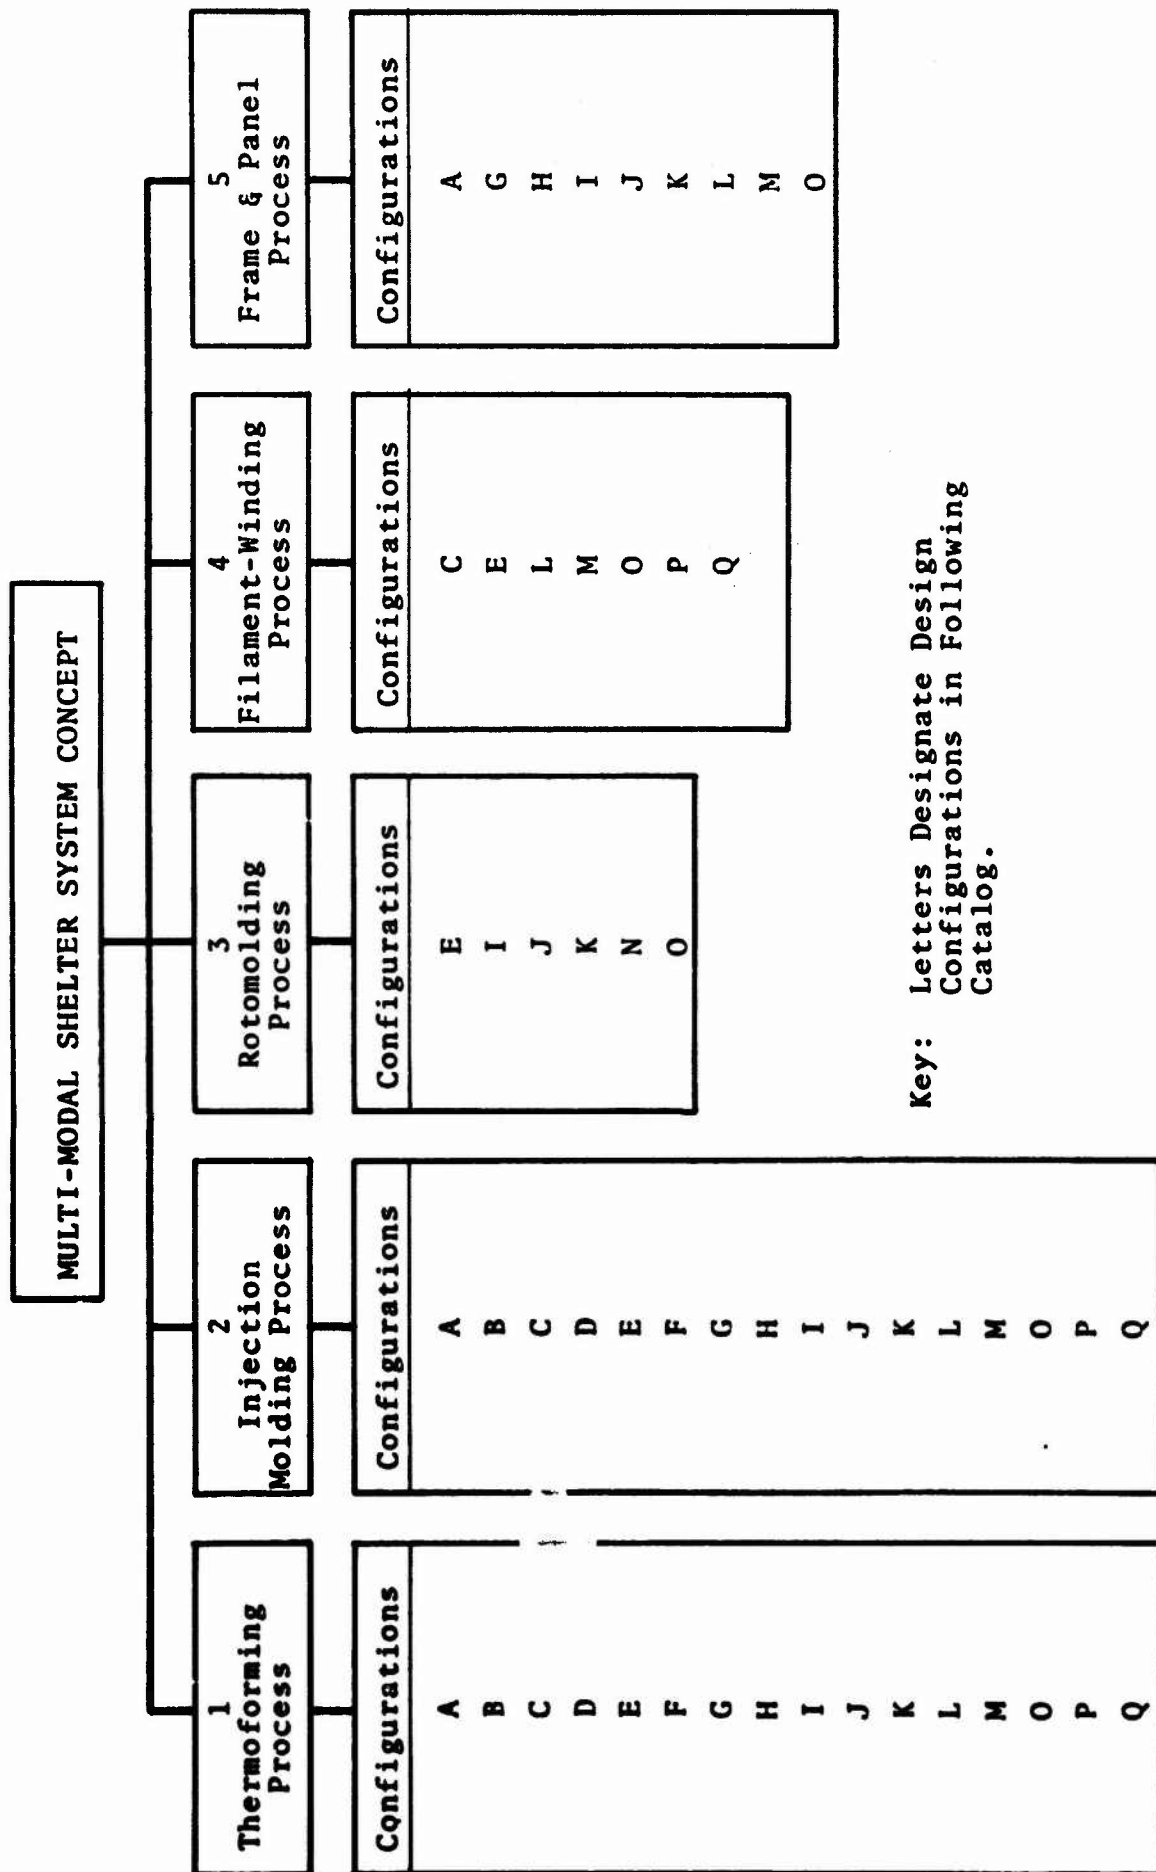 MULTI-MODAL SHELTER SYSTEM CONCEPT
1
Thermoforming
Process
Configurations
A
B
C
D
E
F
G
H
I
J
K
L
M
O
P
Q
2
Injection
Molding Process
Configurations
A
B
C
D
E
F
G
H
I
J
K
L
M
O
P
Q
3
Rotomolding
Process
Configurations
E
I
J
K
N
O
4
Filament-Winding
Process
Configurations
C
E
L
M
O
P
Q
5
Frame & Panel
Process
Configurations
A
G
H
I
J
K
L
M
O
Key: Letters Designate Design
Configurations in Following
Catalog.